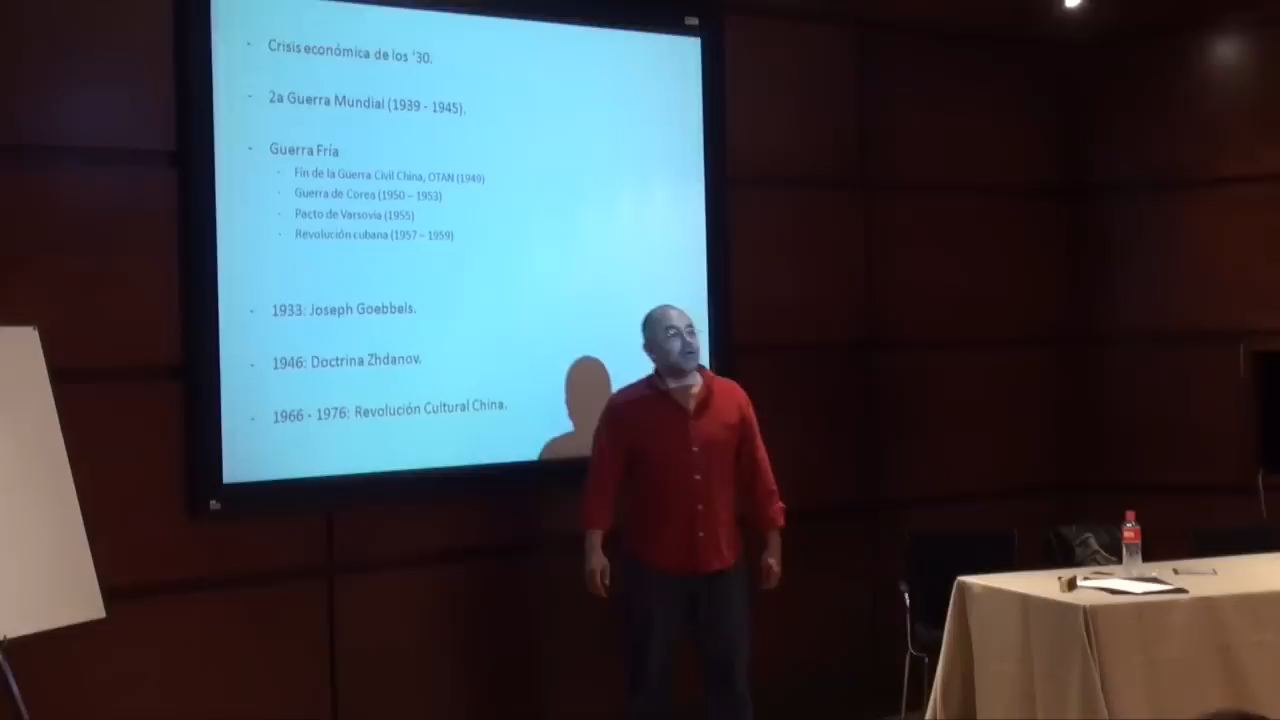 - Crisis económica de los '30.
- 2a Guerra Mundial (1939 - 1945).
- Guerra Fría
- Fin de la Guerra Civil China, OTAN (1949)
- Guerra de Corea (1950 – 1953)
- Pacto de Varsovia (1955)
- Revolución cubana (1957 – 1959)
- 1933: Joseph Goebbels.
- 1946: Doctrina Zhdanov.
- 1966 - 1976: Revolución Cultural China.